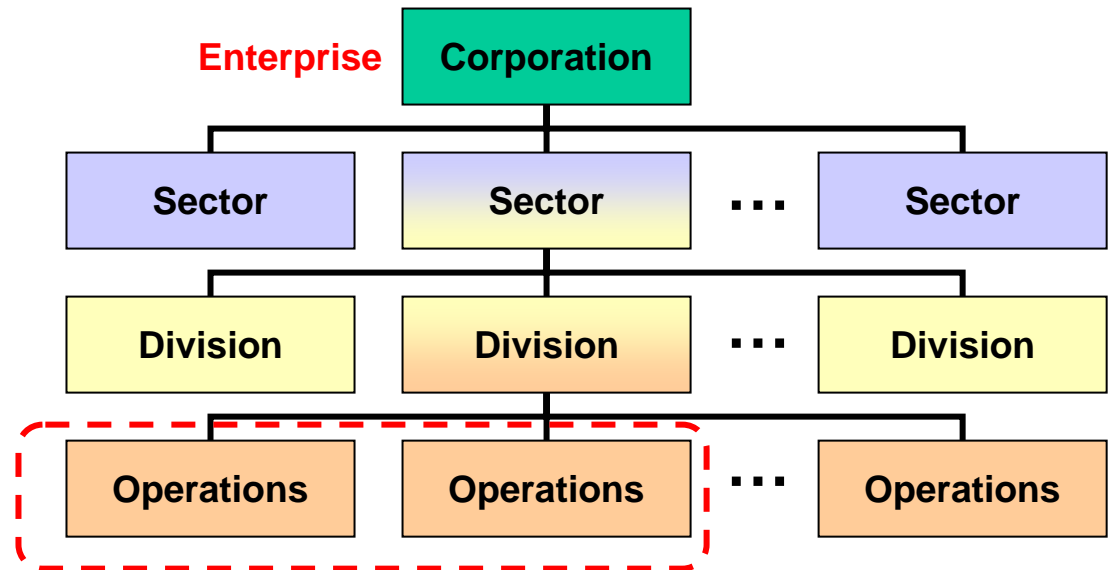 Enterprise Corporation
Sector Sector ... Sector
Division Division ... Division
Operations Operations ... Operations